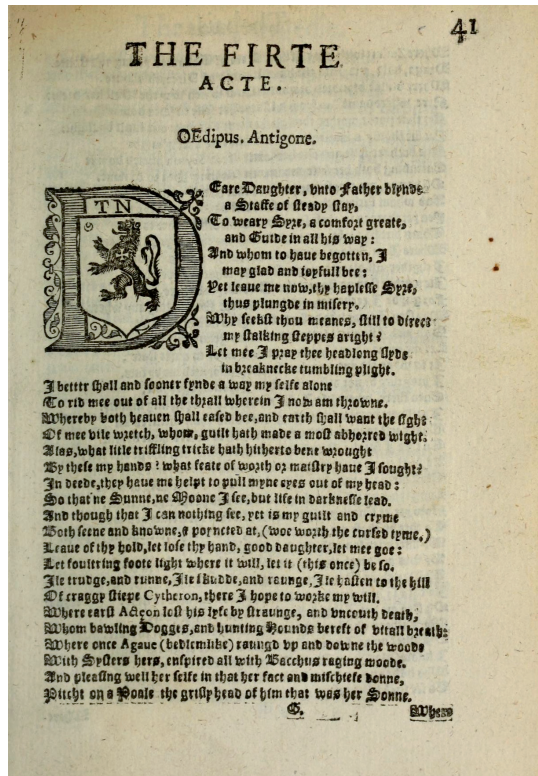 41
THE FIRTE
ACTE.
OEdipus. Antigone.
TN
DEare Daughter, vnto Father blynde
a Staffe of steady stay,
To weary Syre, a comfort greate,
and Guide in all his way:
And whom to haue begotten, I
may glad and ioyfull bee:
Yet leaue me now, thy haplesse Syre,
thus plungde in misery.
Why seekst thou meanes, still to direct
my stalking steppes aright?
Let mee I pray thee headlong slyde
in breaknecke tumbling plight.
I better shall and sooner fynde a way my selfe alone
To rid mee out of all the thrall wherein I now am throwne.
Whereby both heauen shall eased bee, and earth shall want the sight
Of mee vile wretch, whom, guilt hath made a most abhorred wight.
Alas, what litle triffling tricke hath hitherto bene wrought
By these my hands? what feate of worth or maistry haue I sought?
In deede, they haue me helpt to pull myne eyes out of my head:
So that ne Sunne, ne Moone I see, but life in darknesse lead.
And though that I can nothing see, yet is my guilt and cryme
Both seene and knowne, & poyncted at, (woe worth the cursed tyme.)
Leaue of thy hold, let lose thy hand, good daughter, let mee goe:
Let foultring foote light where it will, let it (this once) be so.
Ile trudge, and runne, Ile skudde, and raunge, Ile hasten to the hill
Of craggy stiepe Cytheron, there I hope to worke my will.
Where earst Acteon lost his lyfe by straunge, and vncouth death,
Whom bawling Dogges, and hunting Hounds bereft of vitall breath:
Where once Agaue (bedlemlike) raungd vp and downe the woods
With Systers hers, enspired all with Bacchus raging moode.
And pleasing well her selfe in that her fact and mischiefe donne,
Pitcht on a Poale the grisly head of him that was her Sonne.
G. Where